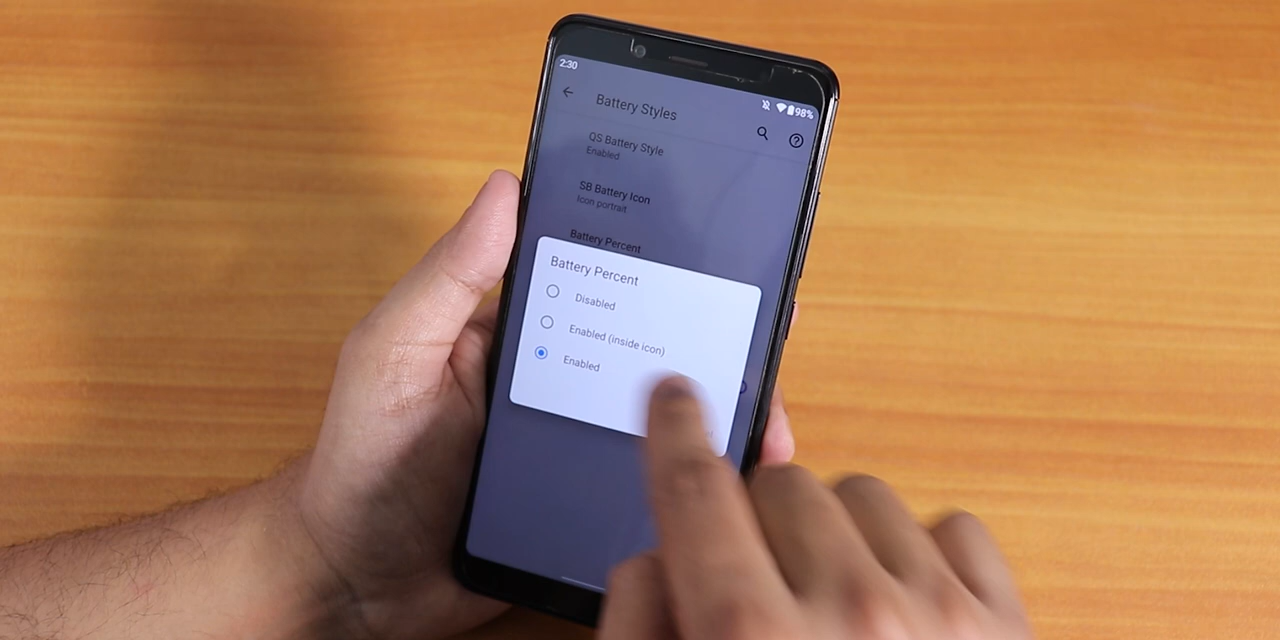 2:30
98%
Battery Styles
QS Battery Style
Enabled
SB Battery Icon
Icon portrait
Battery Percent
Battery Percent
Disabled
Enabled (inside icon)
Enabled